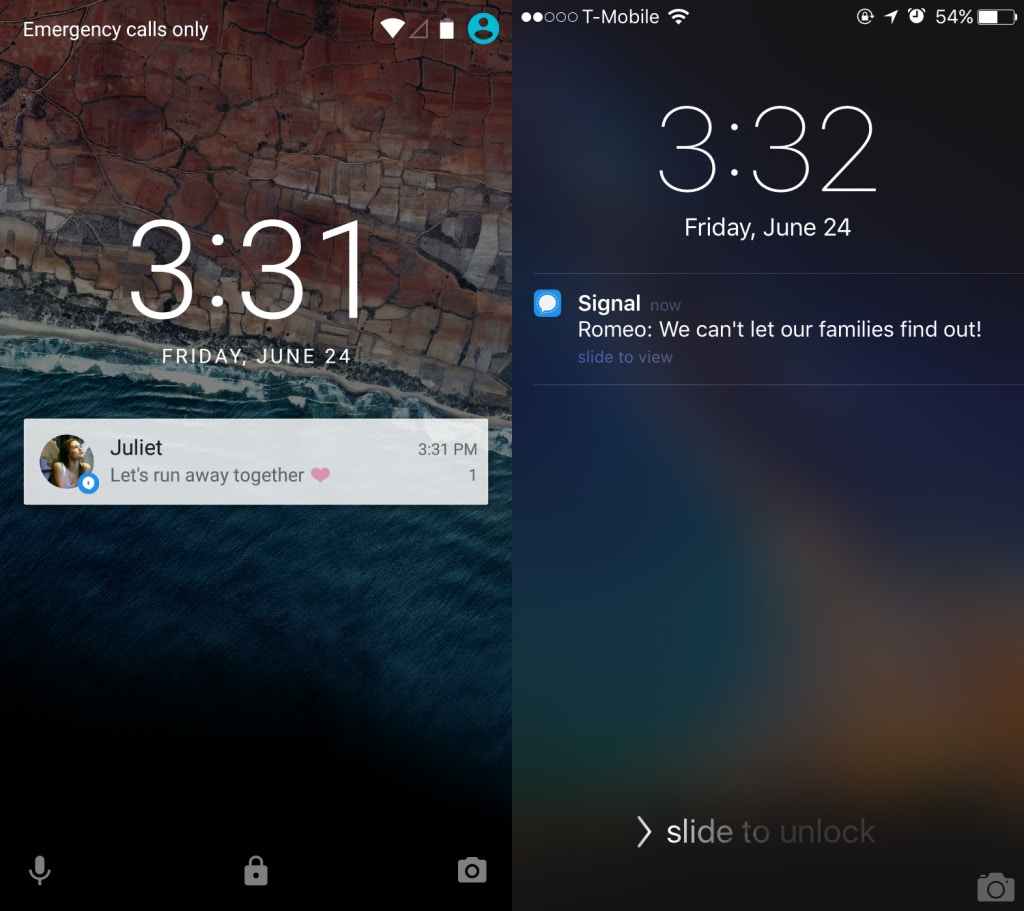 Emergency calls only
3:31
FRIDAY, JUNE 24
Juliet 3:31 PM
Let's run away together ❤ 1
T-Mobile 54%
3:32
Friday, June 24
Signal now
Romeo: We can't let our families find out!
slide to view
slide to unlock